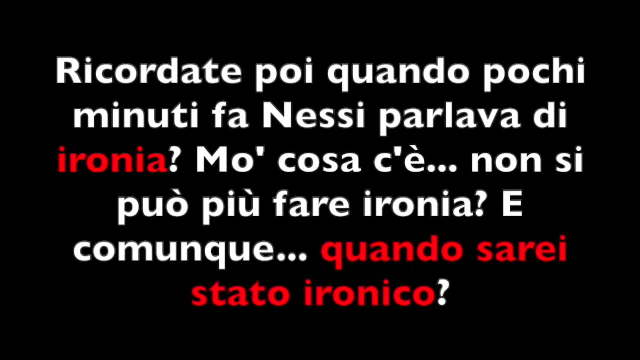 Ricordate poi quando pochi
minuti fa Nessi parlava di
ironia? Mo' cosa c'è... non si
può più fare ironia? E
comunque... quando sarei
stato ironico?